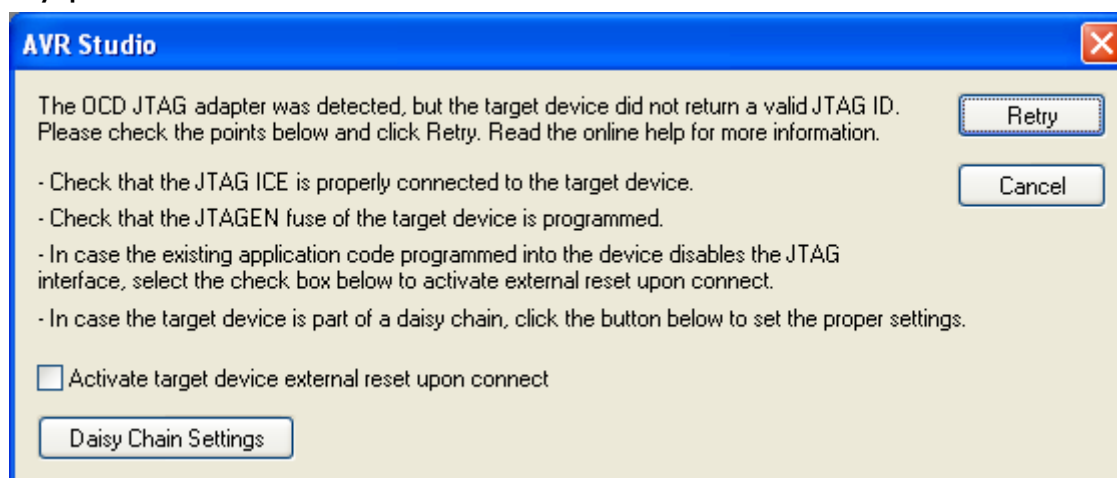 AVR Studio
The OCD JTAG adapter was detected, but the target device did not return a valid JTAG ID.
Please check the points below and click Retry. Read the online help for more information.
Retry
- Check that the JTAG ICE is properly connected to the target device.
Cancel
- Check that the JTAGEN fuse of the target device is programmed.
- In case the existing application code programmed into the device disables the JTAG
interface, select the check box below to activate external reset upon connect.
- In case the target device is part of a daisy chain, click the button below to set the proper settings.
Activate target device external reset upon connect
Daisy Chain Settings